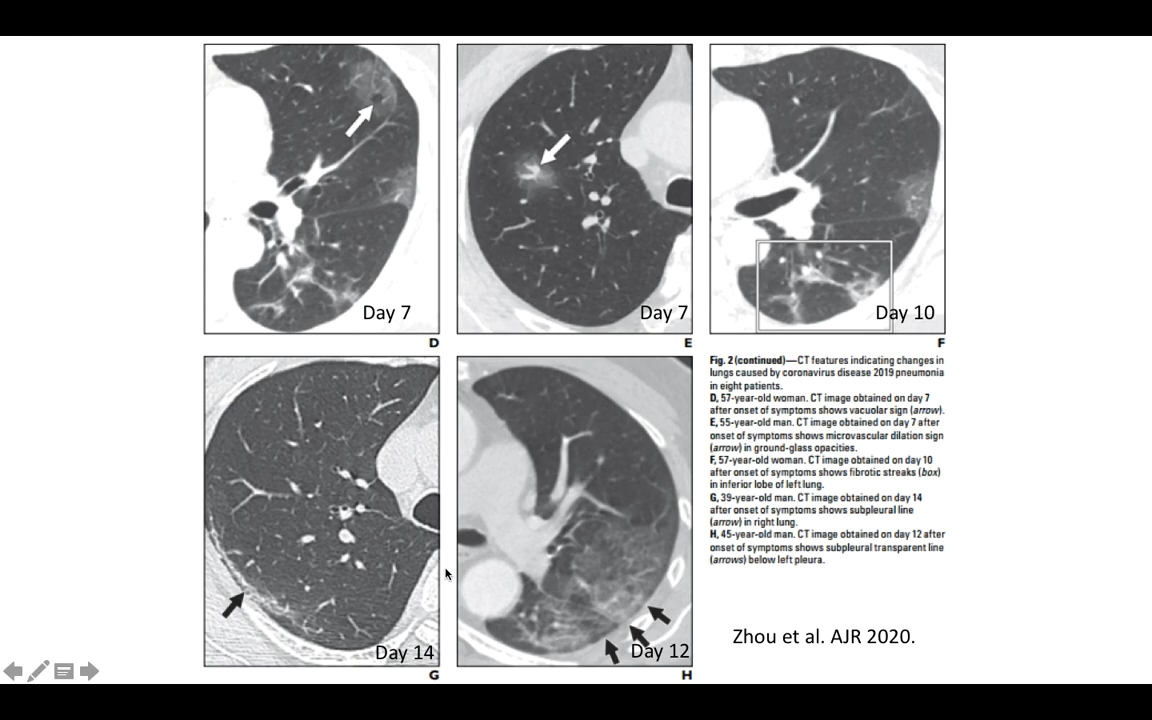 Day 7
D
Day 7
E
Day 10
F
Day 14
G
Day 12
H
Fig. 2 (continued)—CT features indicating changes in
lungs caused by coronavirus disease 2019 pneumonia
in eight patients.
D, 57-year-old woman. CT image obtained on day 7
after onset of symptoms shows vacuolar sign (arrow).
E, 55-year-old man. CT image obtained on day 7 after
onset of symptoms shows microvascular dilation sign
(arrow) in ground-glass opacities.
F, 57-year-old woman. CT image obtained on day 10
after onset of symptoms shows fibrotic streaks (box)
in inferior lobe of left lung.
G, 39-year-old man. CT image obtained on day 14
after onset of symptoms shows subpleural line
(arrow) in right lung.
H, 45-year-old man. CT image obtained on day 12 after
onset of symptoms shows subpleural transparent line
(arrows) below left pleura.
Zhou et al. AJR 2020.